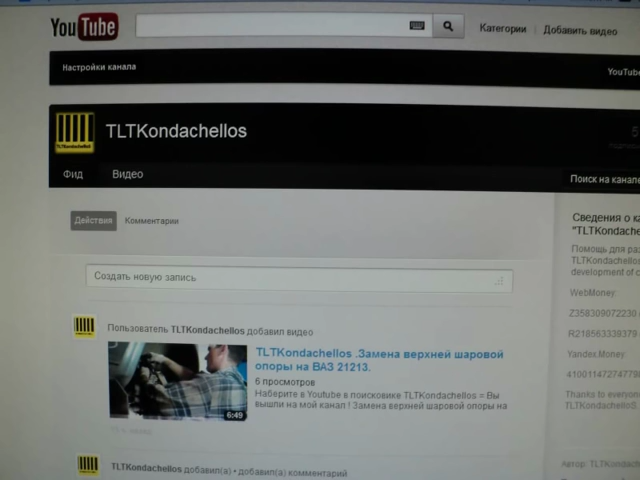 YouTube
Категории
Добавить видео
Настройки канала
YouTube
TLTKondachellos
Фид
Видео
Поиск на канале
Действия
Комментарии
Создать новую запись
Сведения о ка
"TLTKondache
Помощь для раз
TLTKondachellos
development of c
WebMoney:
Z358309072230
R218563338379
Yandex.Money:
Thanks to everyone
TLTKondachelloS
Пользователь TLTKondachellos добавил видео
TLTKondachellos .Замена верхней шаровой
опоры на ВАЗ 21213.
6 просмотров
Наберите в Youtube в поисковике TLTKondachellos = Вы
вышли на мой канал ! Замена верхней шаровой опоры на
6:49
TLTKondachellos добавил(а) • добавил(а) комментарий
Автор: TLTKondach